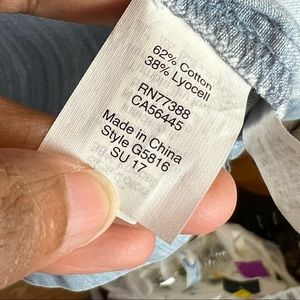 62% Cotton
38% Lyocell
RN77388
CA56445
Made in China
Style G5816
SU 17